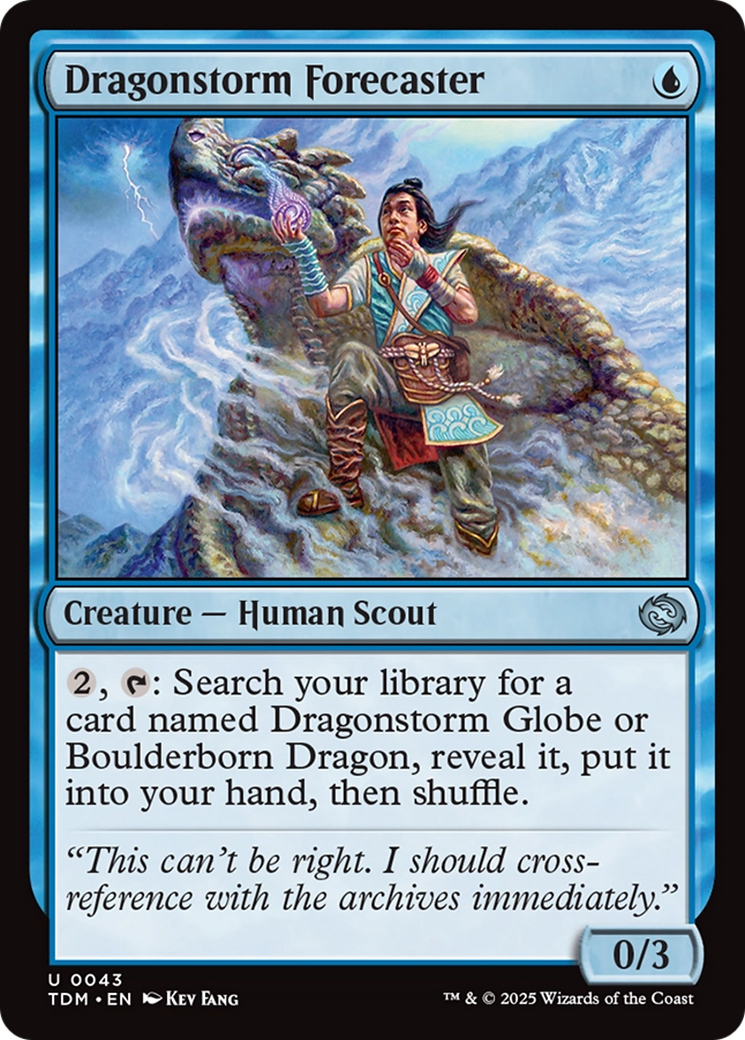 Dragonstorm Forecaster
Creature — Human Scout
2, : Search your library for a
card named Dragonstorm Globe or
Boulderborn Dragon, reveal it, put it
into your hand, then shuffle.
“This can’t be right. I should cross-
reference with the archives immediately.”
0/3
U 0043
TDM • EN Kev Fang
™ & © 2025 Wizards of the Coast